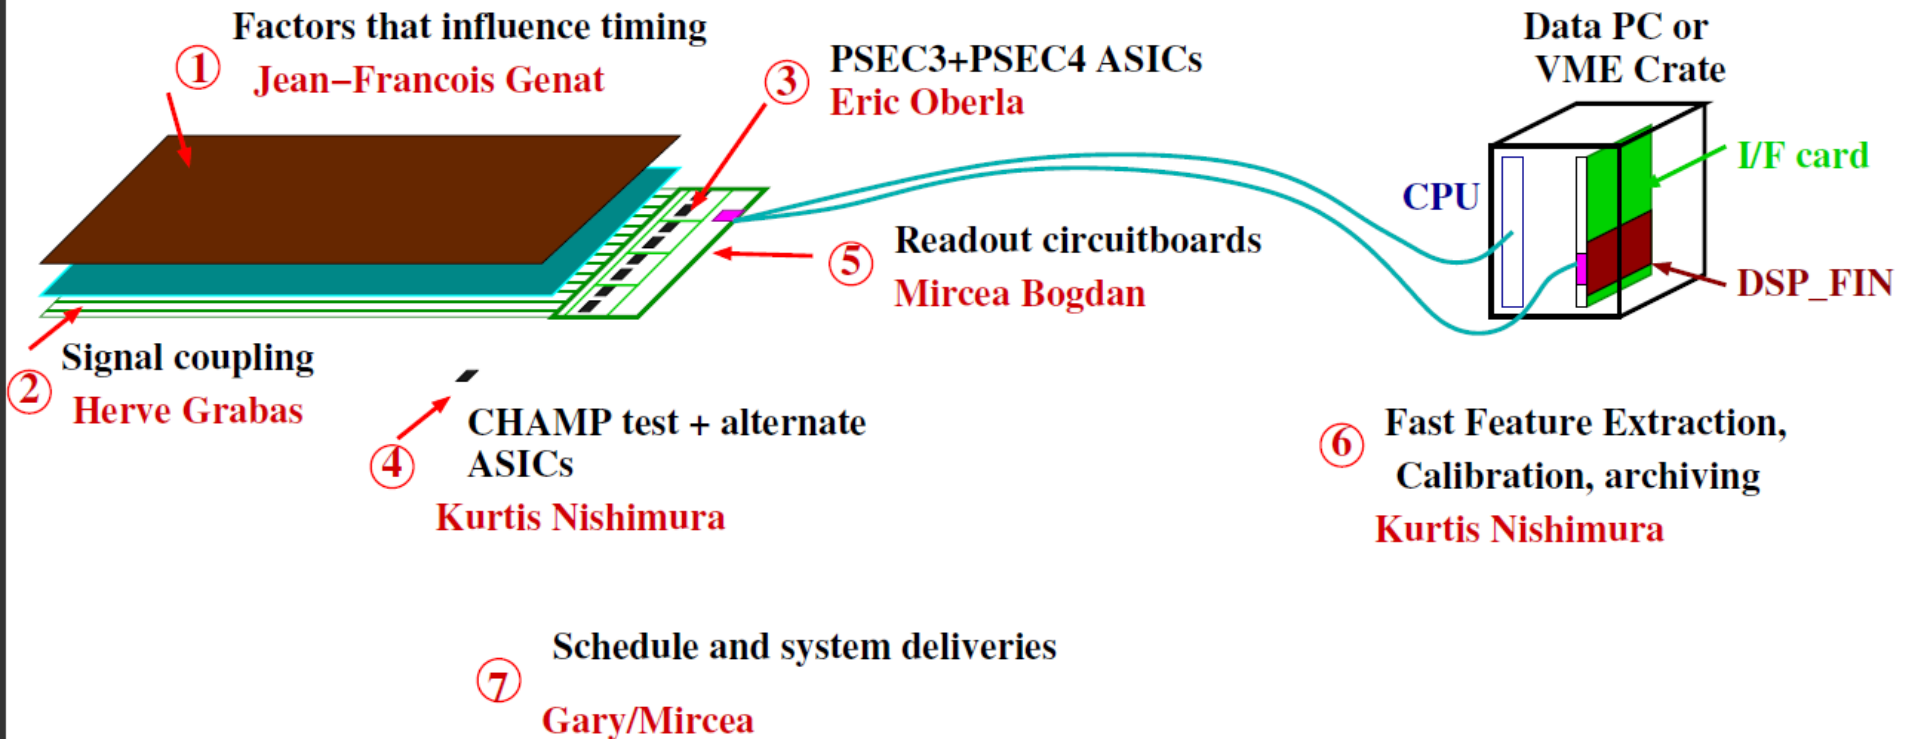 Factors that influence timing
1
Jean−Francois Genat
3
PSEC3+PSEC4 ASICs
Eric Oberla
Data PC or
VME Crate
I/F card
CPU
DSP_FIN
5
Readout circuitboards
Mircea Bogdan
2
Signal coupling
Herve Grabas
4
CHAMP test + alternate
ASICs
Kurtis Nishimura
6
Fast Feature Extraction,
Calibration, archiving
Kurtis Nishimura
7
Schedule and system deliveries
Gary/Mircea